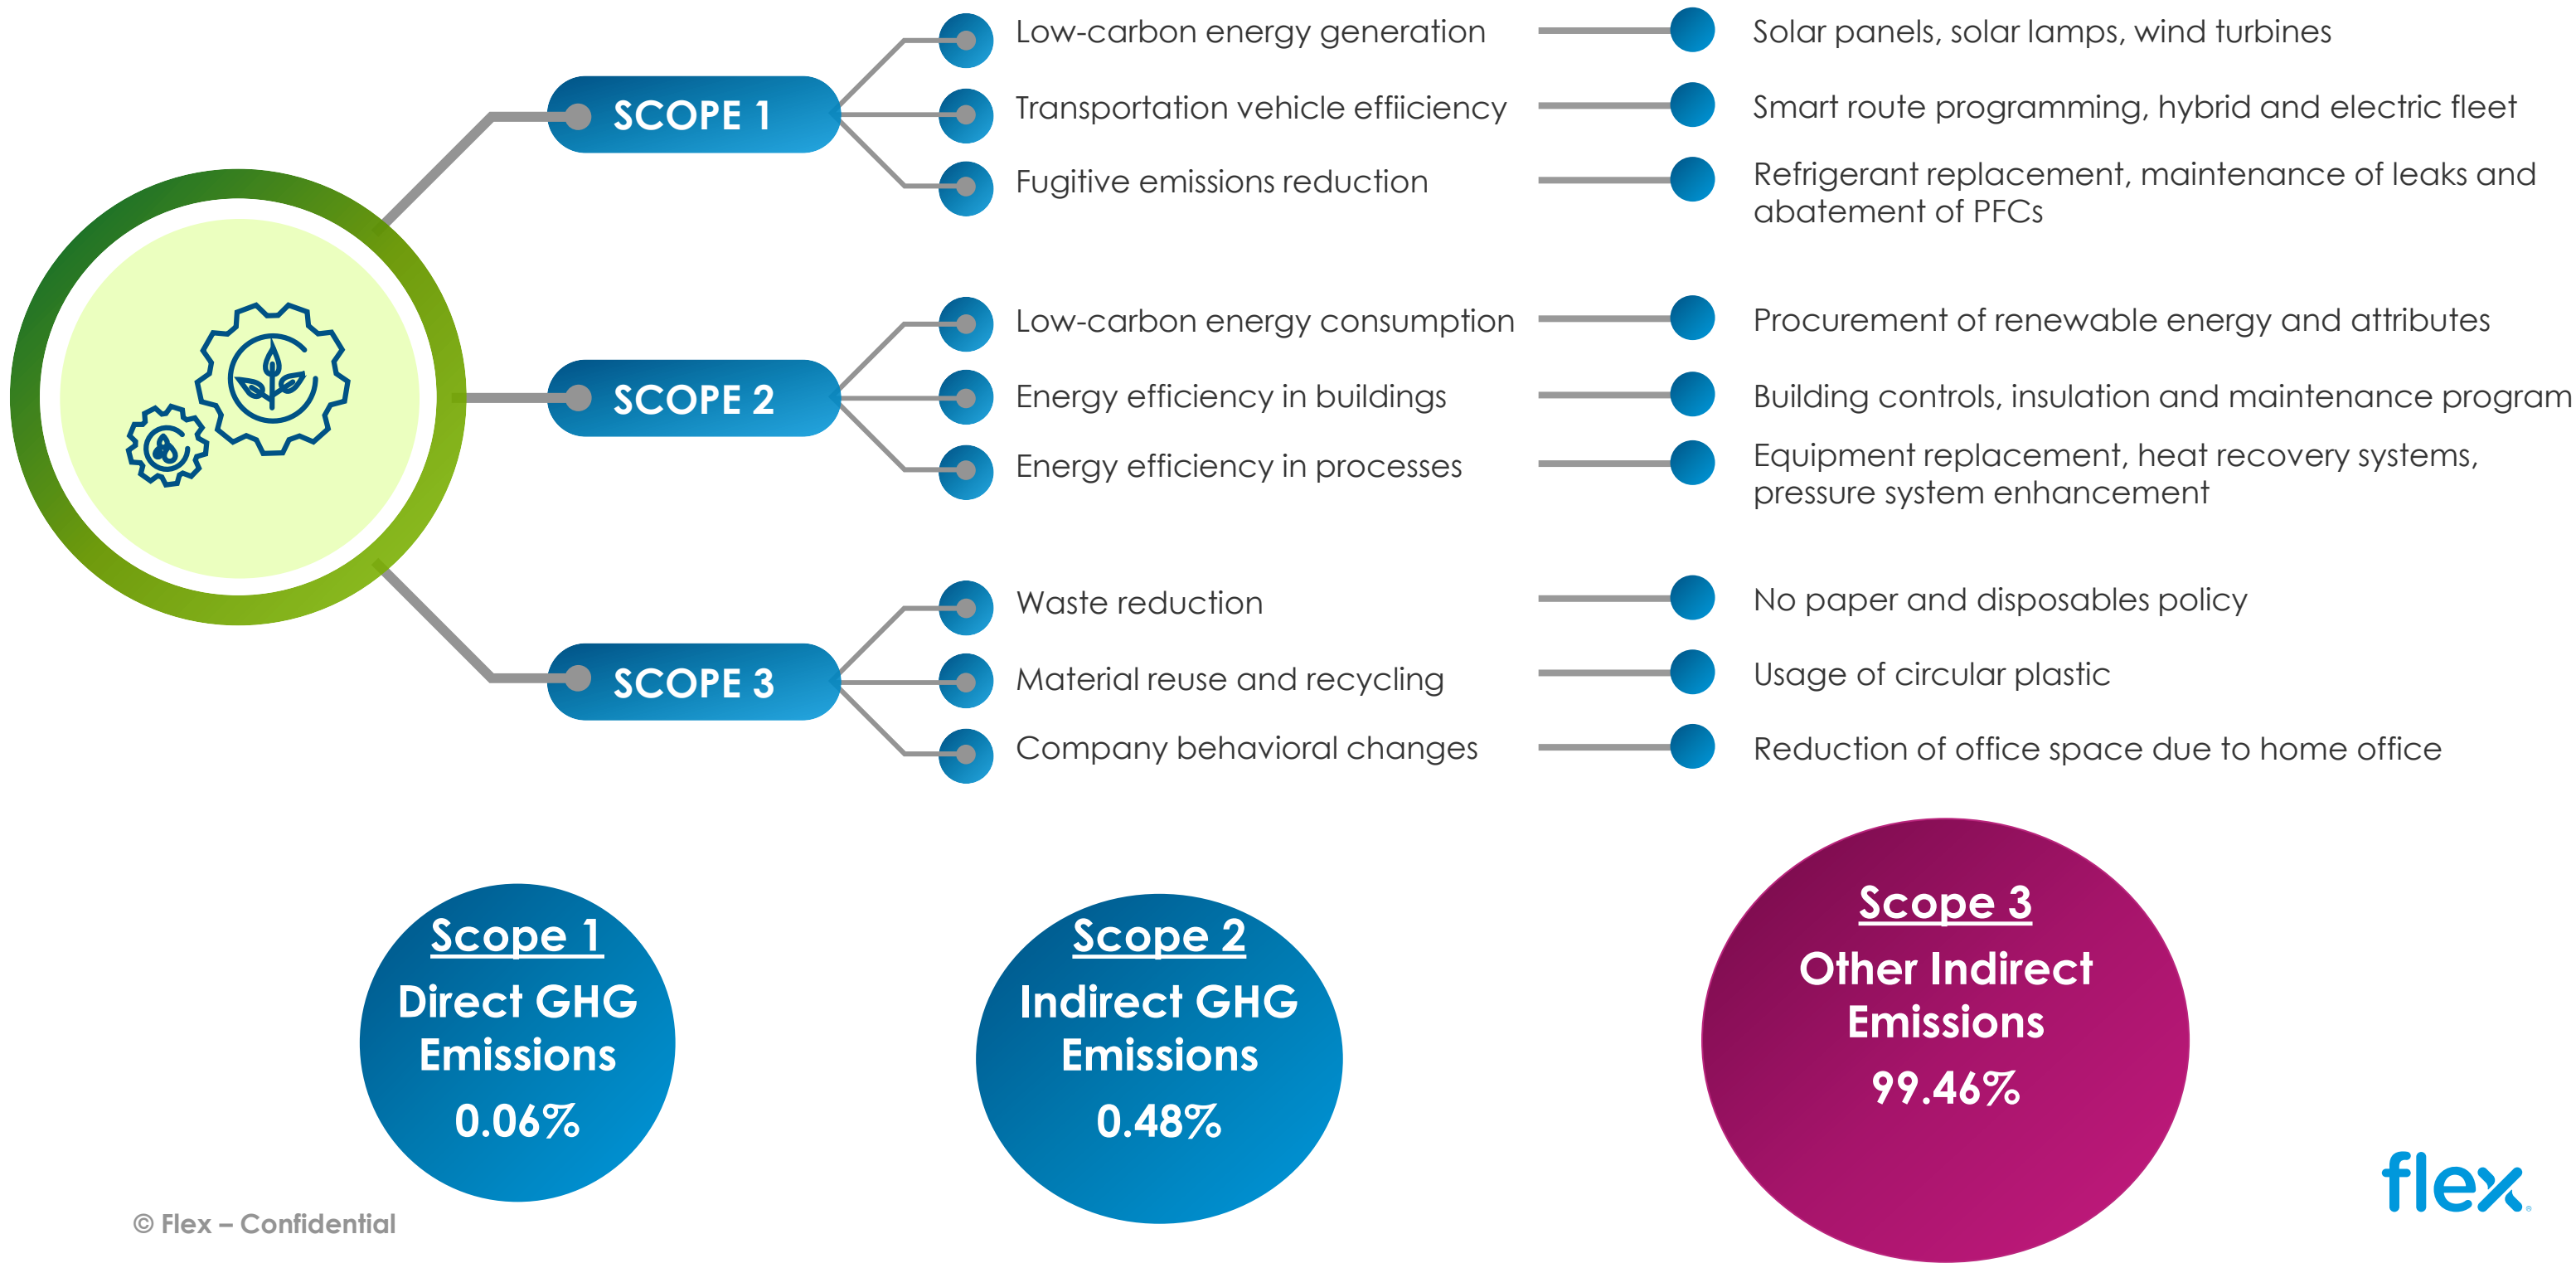 SCOPE 1
Low-carbon energy generation
Solar panels, solar lamps, wind turbines
Transportation vehicle effiiciency
Smart route programming, hybrid and electric fleet
Fugitive emissions reduction
Refrigerant replacement, maintenance of leaks and
abatement of PFCs
SCOPE 2
Low-carbon energy consumption
Procurement of renewable energy and attributes
Energy efficiency in buildings
Building controls, insulation and maintenance program
Energy efficiency in processes
Equipment replacement, heat recovery systems,
pressure system enhancement
SCOPE 3
Waste reduction
No paper and disposables policy
Material reuse and recycling
Usage of circular plastic
Company behavioral changes
Reduction of office space due to home office
Scope 1
Direct GHG
Emissions
0.06%
Scope 2
Indirect GHG
Emissions
0.48%
Scope 3
Other Indirect
Emissions
99.46%
© Flex – Confidential
flex®